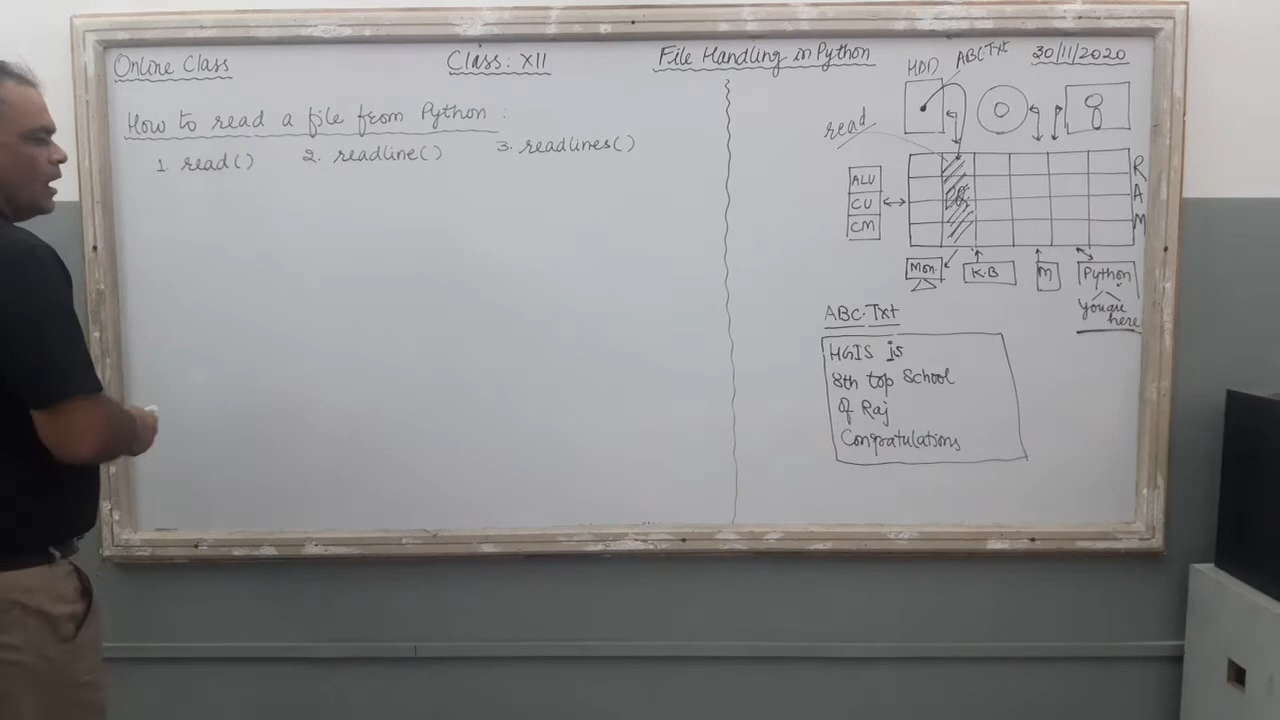 Online Class
Class: XII
File Handling in Python
30/11/2020
How to read a file from Python :
1. read()
2. readline()
3. readlines()
HDD
ABC.Txt
read
ALU
CU
CM
RAM
Mon.
K.B
M
Python
You are
here
ABC.Txt
HGIS is
8th top School
Of Raj
Congratulations